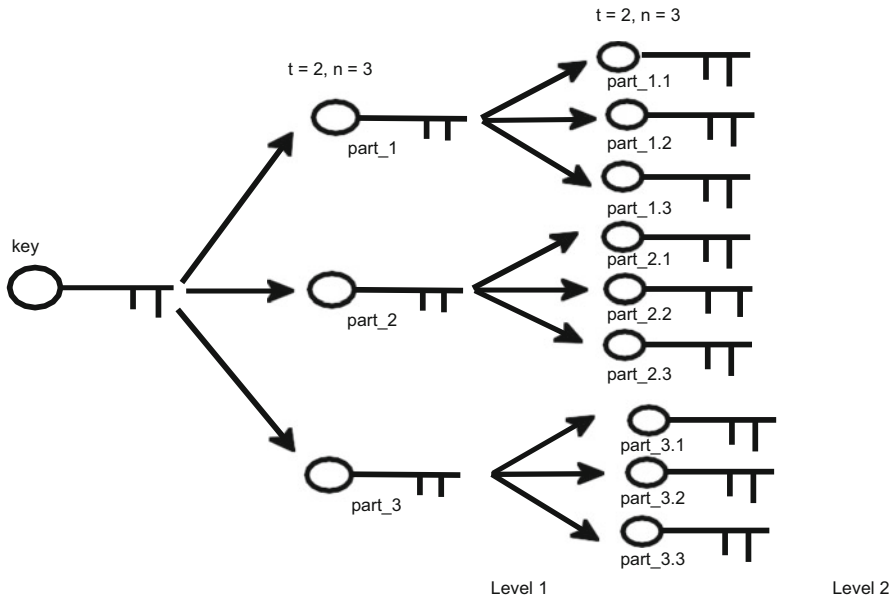 t = 2, n = 3
t = 2, n = 3
part_1.1
part_1
part_1.2
part_1.3
key
part_2.1
part_2
part_2.2
part_2.3
part_3.1
part_3
part_3.2
part_3.3
Level 1
Level 2